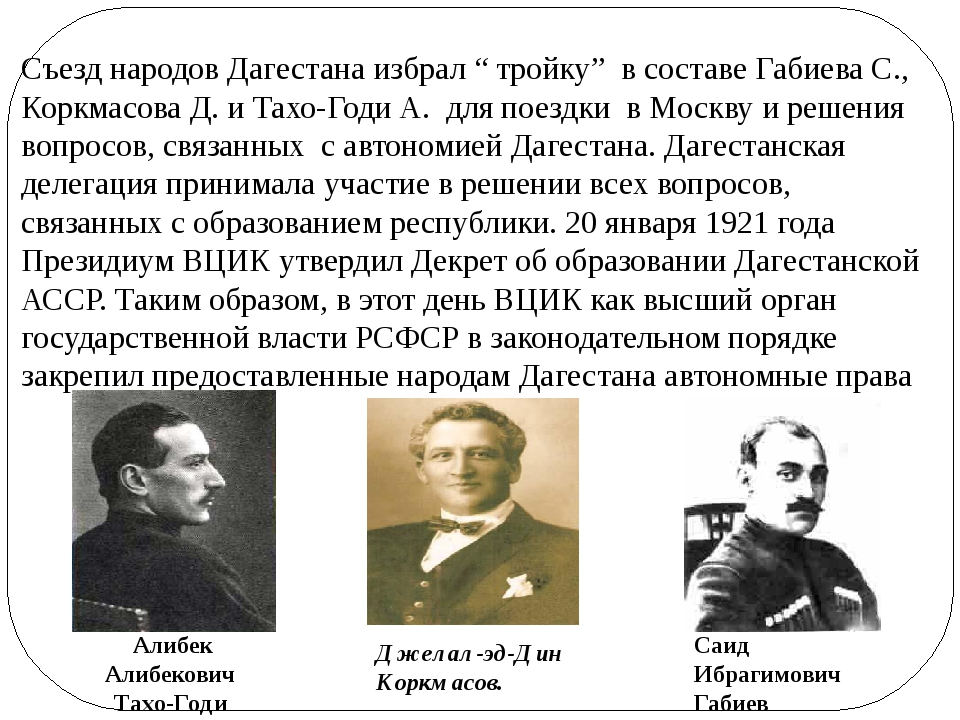 Съезд народов Дагестана избрал “ тройку”  в составе Габиева С.,
Коркмасова Д. и Тахо-Годи А.  для поездки  в Москву и решения
вопросов, связанных  с автономией Дагестана. Дагестанская
делегация принимала участие в решении всех вопросов,
связанных с образованием республики. 20 января 1921 года
Президиум ВЦИК утвердил Декрет об образовании Дагестанской
АССР. Таким образом, в этот день ВЦИК как высший орган
государственной власти РСФСР в законодательном порядке
закрепил предоставленные народам Дагестана автономные права
Алибек
Алибекович
Тахо-Годи
Джелал-эд-Дин
Коркмасов.
Саид
Ибрагимович
Габиев